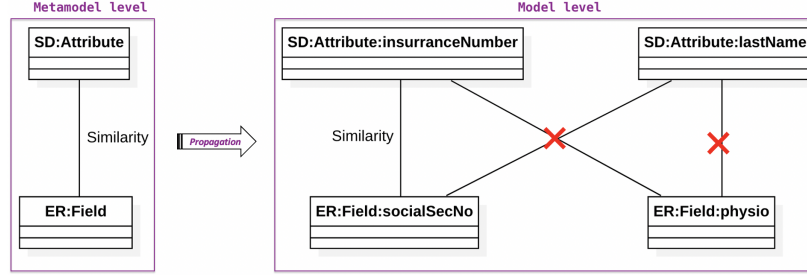 Metamodel level
Model level
SD:Attribute
SD:Attribute:insurranceNumber
SD:Attribute:lastName
Similarity
Propagation
Similarity
ER:Field
ER:Field:socialSecNo
ER:Field:physio